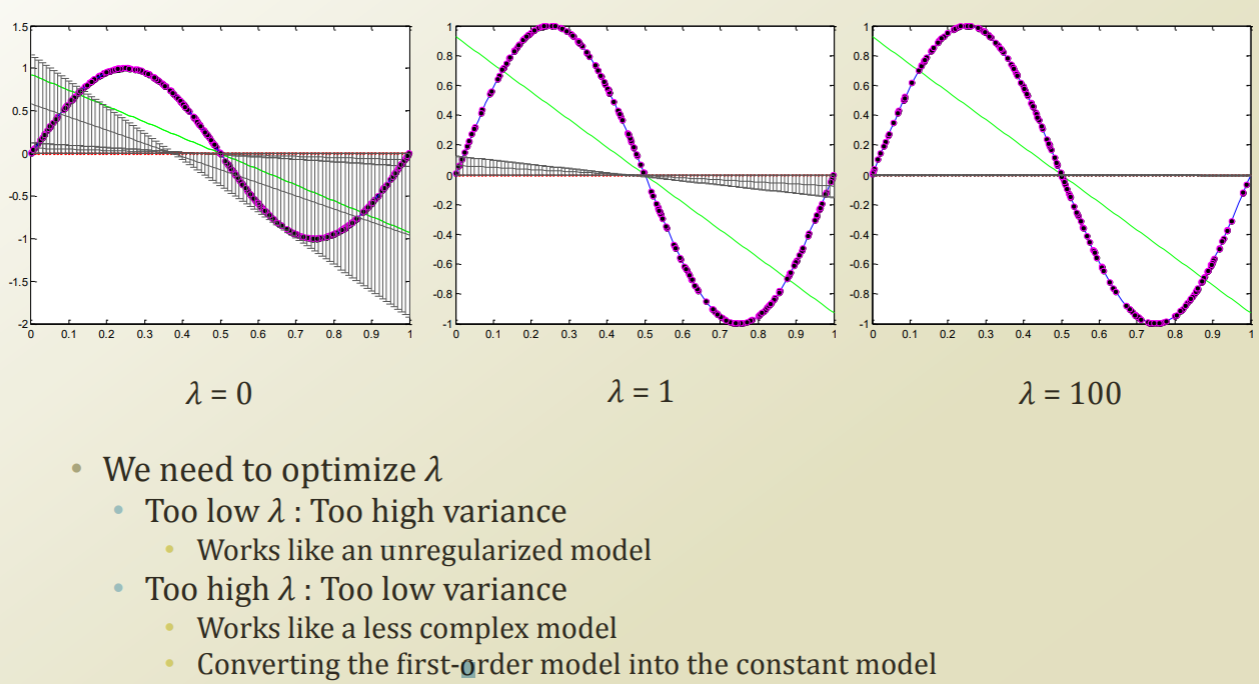 1.5
1
0.5
0
-0.5
-1
-1.5
-2
0 0.1 0.2 0.3 0.4 0.5 0.6 0.7 0.8 0.9 1
1
0.8
0.6
0.4
0.2
0
-0.2
-0.4
-0.6
-0.8
-1
0 0.1 0.2 0.3 0.4 0.5 0.6 0.7 0.8 0.9 1
1
0.8
0.6
0.4
0.2
0
-0.2
-0.4
-0.6
-0.8
-1
0 0.1 0.2 0.3 0.4 0.5 0.6 0.7 0.8 0.9 1
λ = 0
λ = 1
λ = 100
• We need to optimize λ
• Too low λ : Too high variance
• Works like an unregularized model
• Too high λ : Too low variance
• Works like a less complex model
• Converting the first-order model into the constant model